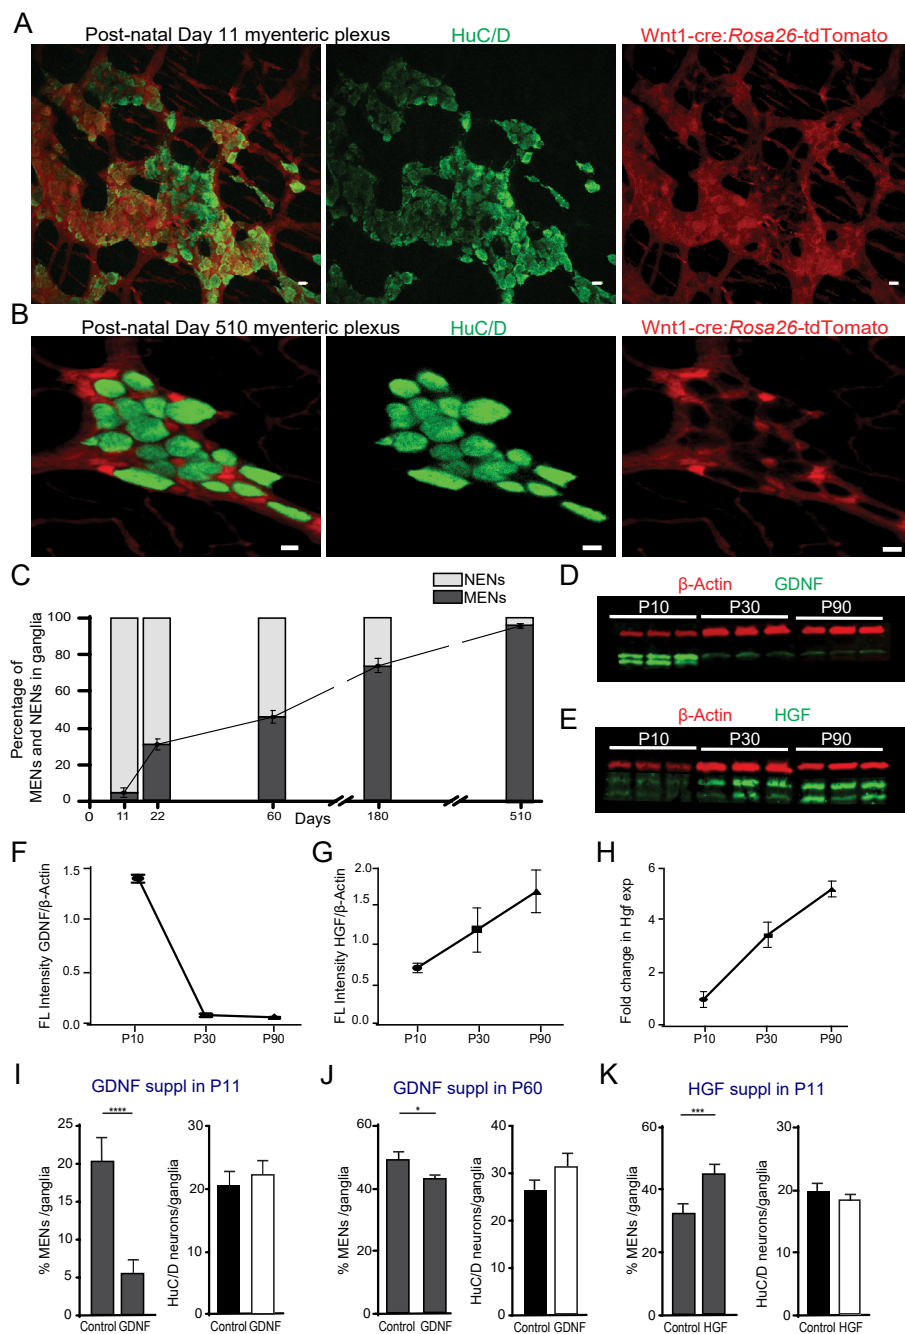 A
Post-natal Day 11 myenteric plexus HuC/D Wnt1-cre:Rosa26-tdTomato
B
Post-natal Day 510 myenteric plexus HuC/D Wnt1-cre:Rosa26-tdTomato
C
NENs
MENs
Percentage of
MENs and NENs in ganglia
100
80
60
40
20
0
0 11 22 60 180 510
Days
D
β-Actin GDNF
P10 P30 P90
E
β-Actin HGF
P10 P30 P90
F
FL Intensity GDNF/β-Actin
1.5
1.0
0.5
0.0
P10 P30 P90
G
FL Intensity HGF/β-Actin
2.0
1.5
1.0
0.5
0.0
P10 P30 P90
H
Fold change in Hgf exp
6
4
2
0
P10 P30 P90
I
GDNF suppl in P11
% MENs /ganglia
25
20
15
10
5
0
****
Control GDNF
HuC/D neurons/ganglia
30
20
10
0
Control GDNF
J
GDNF suppl in P60
% MENs /ganglia
60
40
20
0
*
Control GDNF
HuC/D neurons/ganglia
40
30
20
10
0
Control GDNF
K
HGF suppl in P11
% MENs /ganglia
60
40
20
0
***
Control HGF
HuC/D neurons/ganglia
30
20
10
0
Control HGF